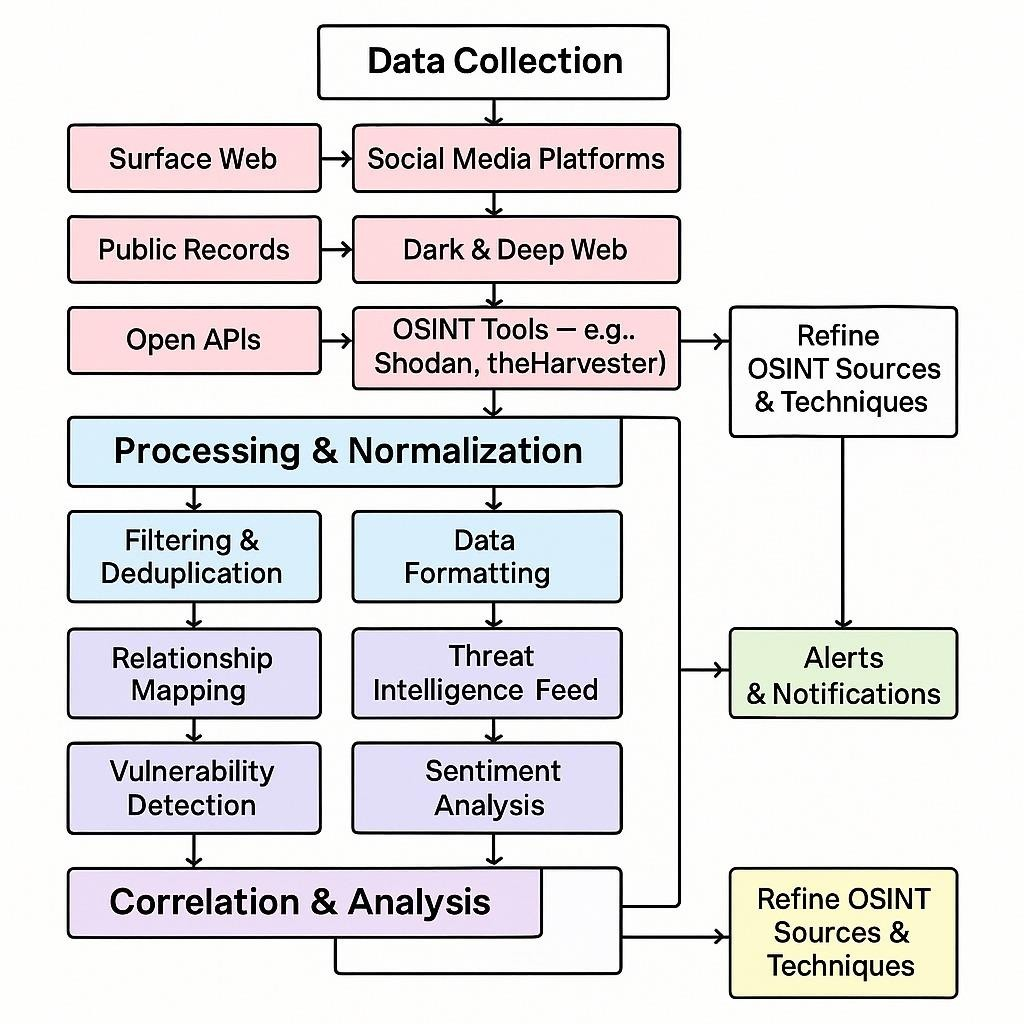 Data Collection
Surface Web
Social Media Platforms
Public Records
Dark & Deep Web
Open APIs
OSINT Tools – e.g..
Shodan, theHarvester)
Refine
OSINT Sources
& Techniques
Processing & Normalization
Filtering &
Deduplication
Data
Formatting
Relationship
Mapping
Threat
Intelligence Feed
Alerts
& Notifications
Vulnerability
Detection
Sentiment
Analysis
Correlation & Analysis
Refine OSINT
Sources &
Techniques